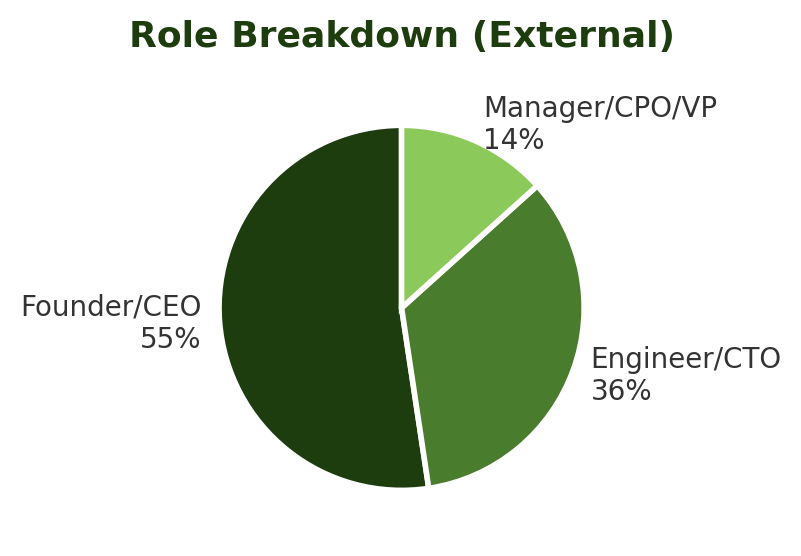 Role Breakdown (External)
Manager/CPO/VP
14%
Founder/CEO
55%
Engineer/CTO
36%